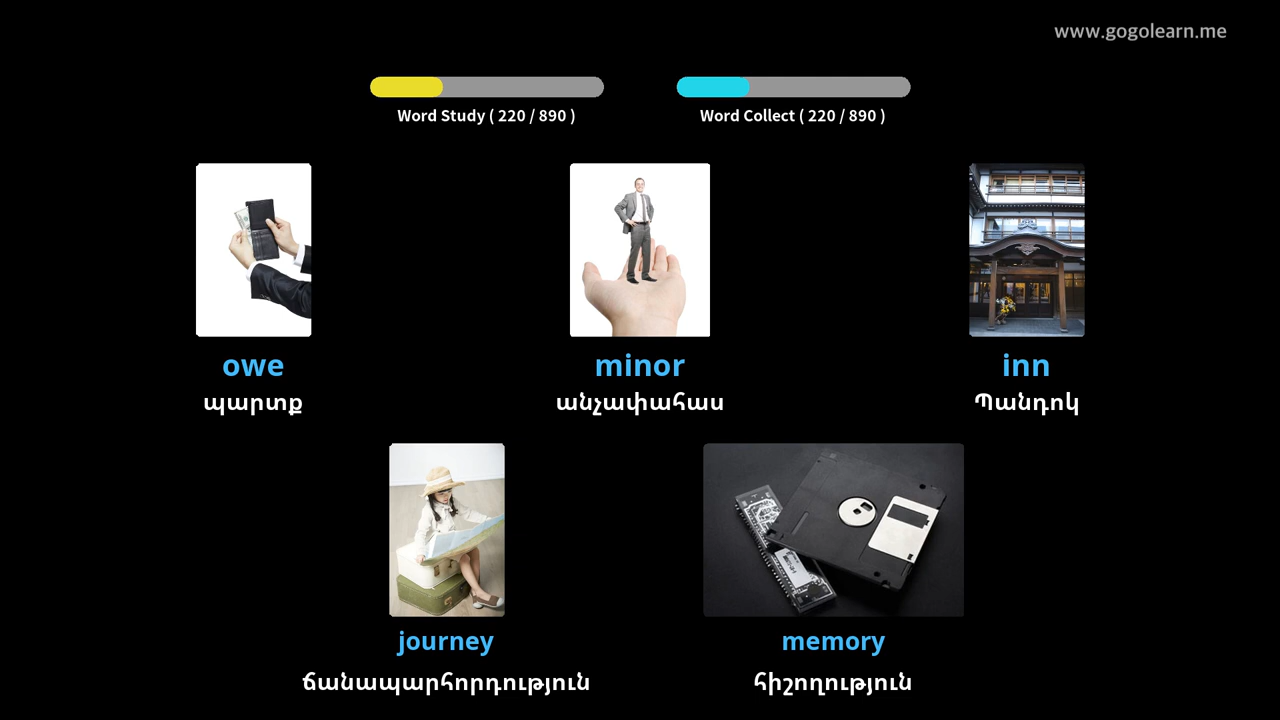 www.gogolearn.me
Word Study ( 220 / 890 )
Word Collect ( 220 / 890 )
owe
minor
inn
պարտք
անչափահաս
Պանդոկ
journey
memory
ճանապարհորդություն
հիշողություն